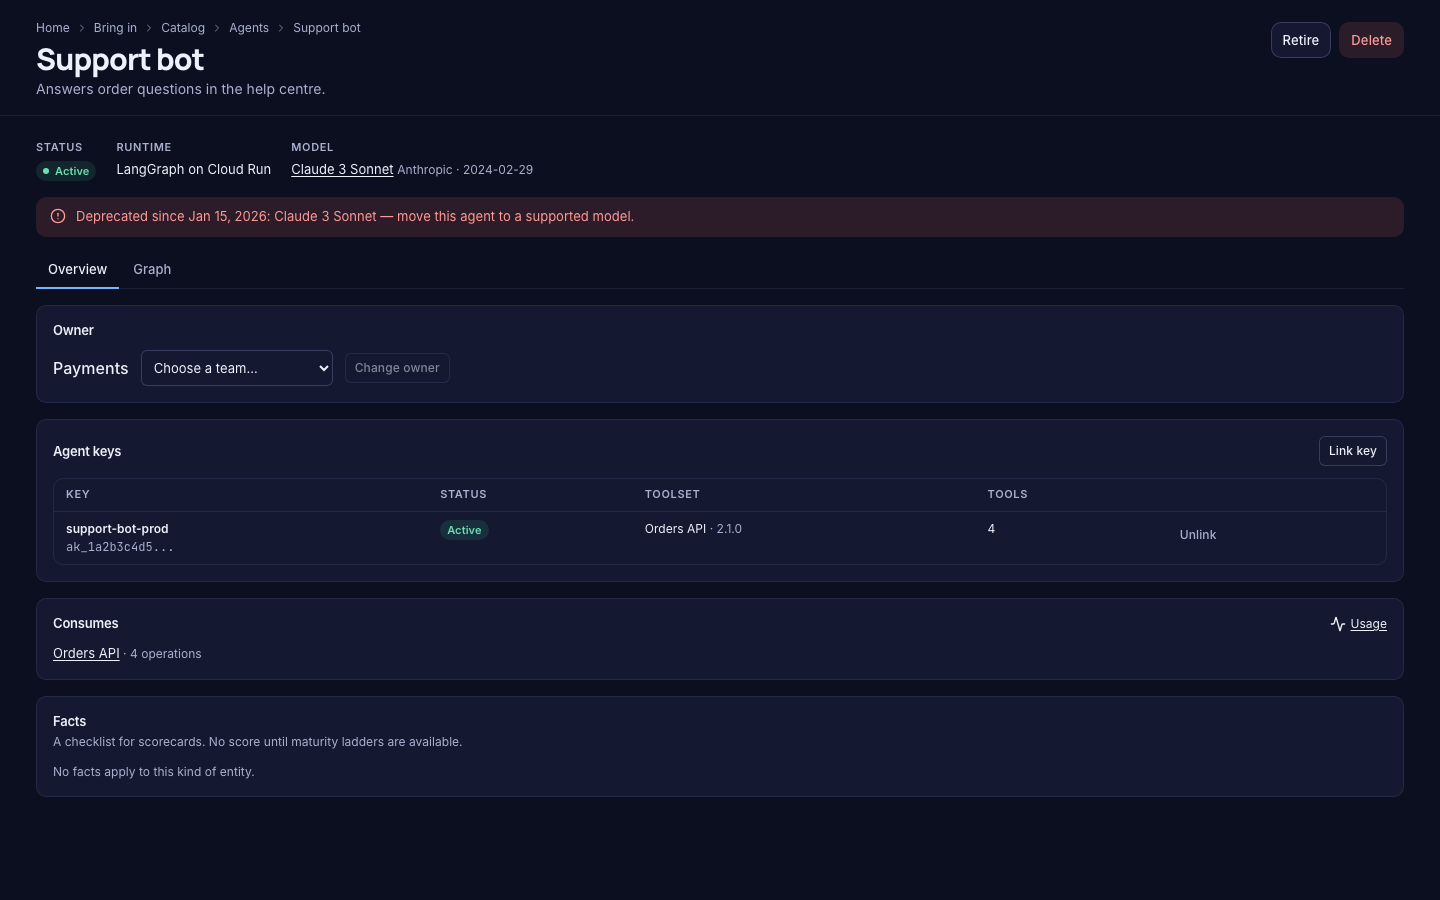 Home > Bring in > Catalog > Agents > Support bot
Support bot
Answers order questions in the help centre.
Retire
Delete
STATUS
Active
RUNTIME
LangGraph on Cloud Run
MODEL
Claude 3 Sonnet Anthropic · 2024-02-29
Deprecated since Jan 15, 2026: Claude 3 Sonnet — move this agent to a supported model.
Overview
Graph
Owner
Payments
Choose a team...
Change owner
Agent keys
Link key
KEY STATUS TOOLSET TOOLS
support-bot-prod Active Orders API · 2.1.0 4 Unlink
ak_1a2b3c4d5...
Consumes
Usage
Orders API · 4 operations
Facts
A checklist for scorecards. No score until maturity ladders are available.
No facts apply to this kind of entity.